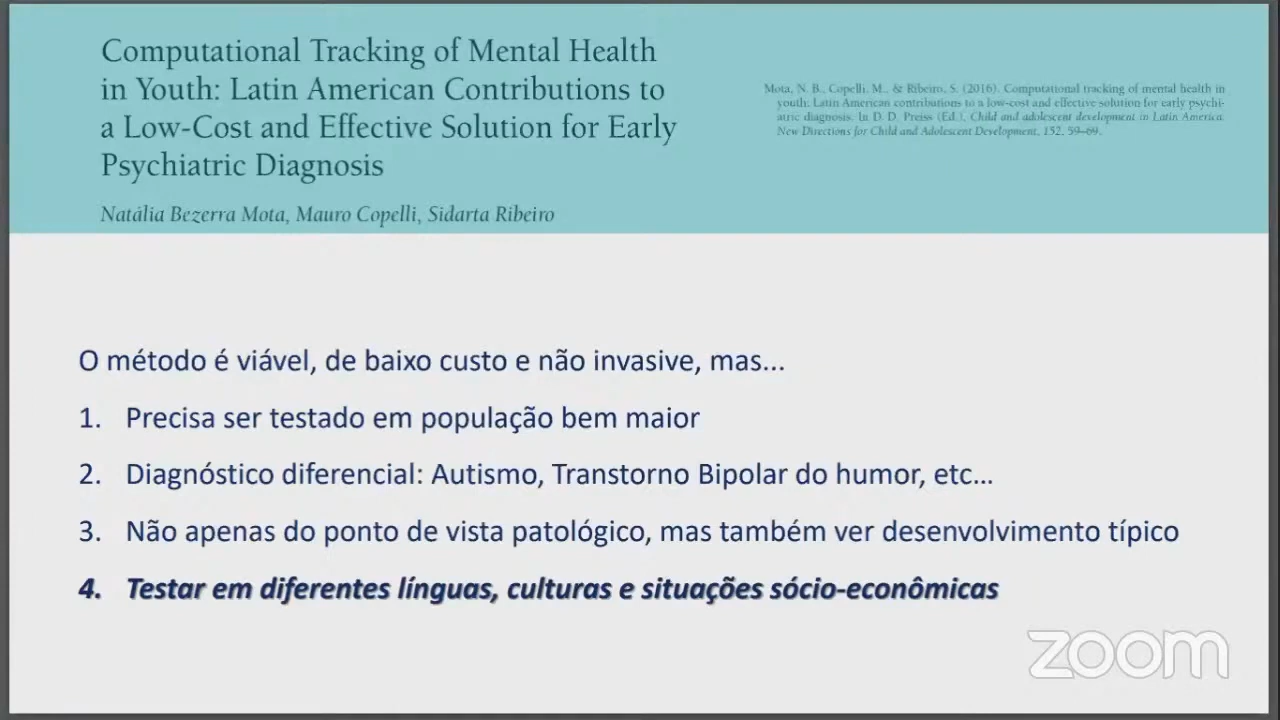 Computational Tracking of Mental Health
in Youth: Latin American Contributions to
a Low-Cost and Effective Solution for Early
Psychiatric Diagnosis
Natália Bezerra Mota, Mauro Copelli, Sidarta Ribeiro
Mota, N. B., Copelli, M., & Ribeiro, S. (2016). Computational tracking of mental health in
youth: Latin American contributions to a low-cost and effective solution for early psychi-
atric diagnosis. In D. D. Preiss (Ed.), Child and adolescent development in Latin America.
New Directions for Child and Adolescent Development, 152, 59–69.
O método é viável, de baixo custo e não invasive, mas...
1. Precisa ser testado em população bem maior
2. Diagnóstico diferencial: Autismo, Transtorno Bipolar do humor, etc...
3. Não apenas do ponto de vista patológico, mas também ver desenvolvimento típico
4. Testar em diferentes línguas, culturas e situações sócio-econômicas
zoom